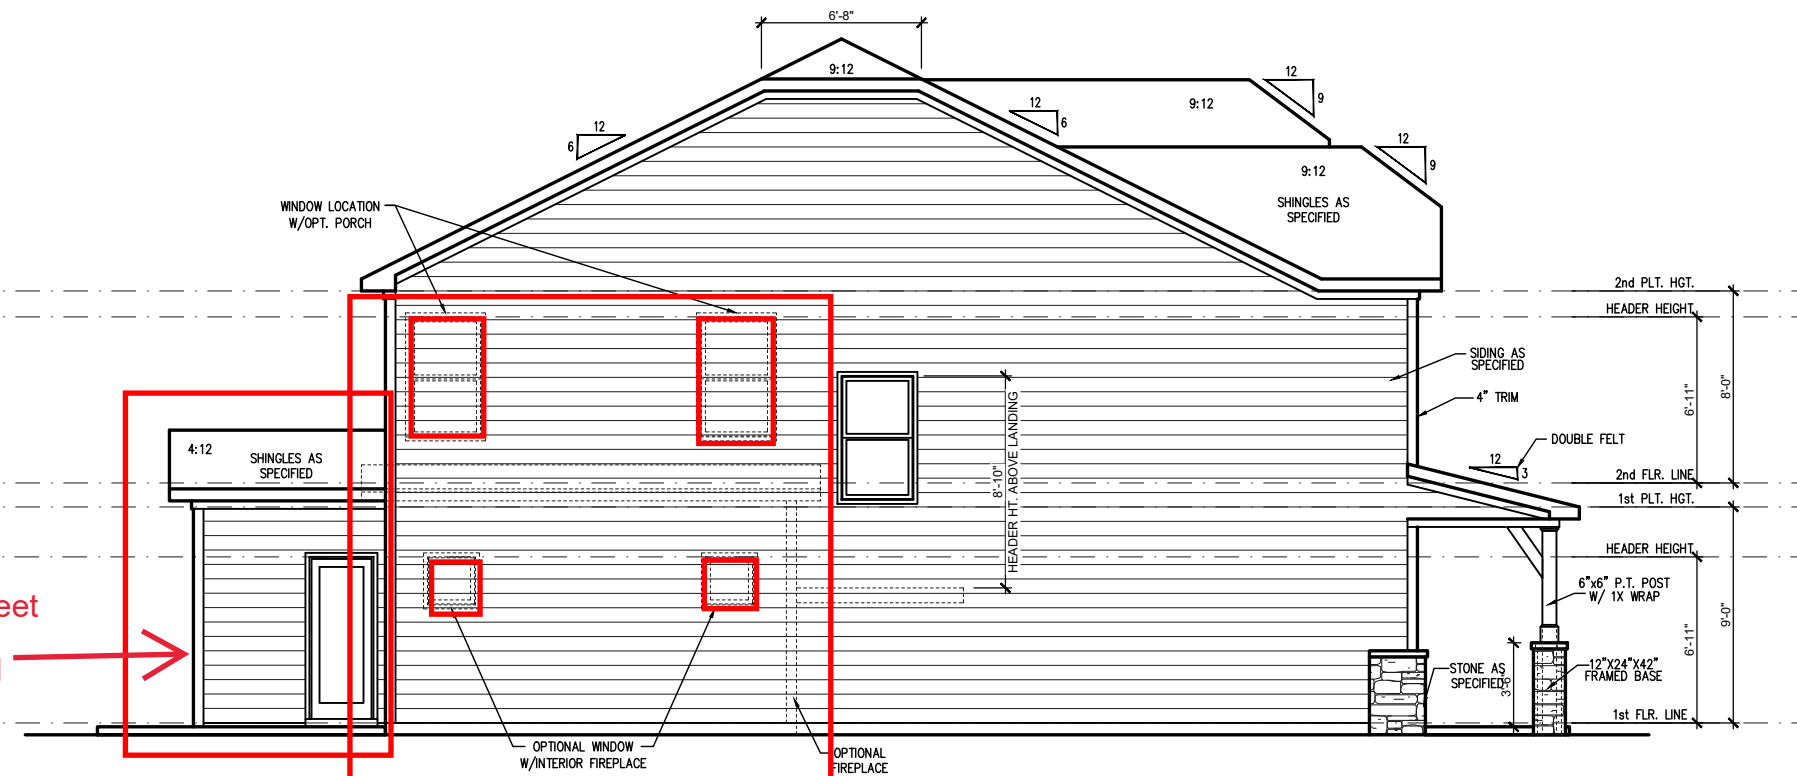 6'-8"
9:12
12
6
12
6
9:12
12
9
12
9
9:12
SHINGLES AS
SPECIFIED
WINDOW LOCATION
W/OPT. PORCH
2nd PLT. HGT.
HEADER HEIGHT
SIDING AS
SPECIFIED
4" TRIM
6'-11"
8'-0"
4:12
SHINGLES AS
SPECIFIED
8'-10"
HEADER HT. ABOVE LANDING
DOUBLE FELT
12
3
2nd FLR. LINE
1st PLT. HGT.
HEADER HEIGHT
6"x6" P.T. POST
W/ 1X WRAP
6'-11"
9'-0"
eet
STONE AS
SPECIFIED
3'-6"
12"X24"X42"
FRAMED BASE
1st FLR. LINE
OPTIONAL WINDOW
W/INTERIOR FIREPLACE
OPTIONAL
FIREPLACE